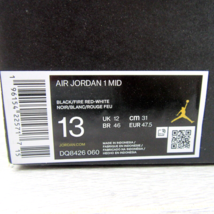 AIR JORDAN 1 MID
BLACK/FIRE RED-WHITE
NOIR/BLANC/ROUGE FEU
13
UK 12
cm 31
BR 46
EUR 47.5
DQ8426 060